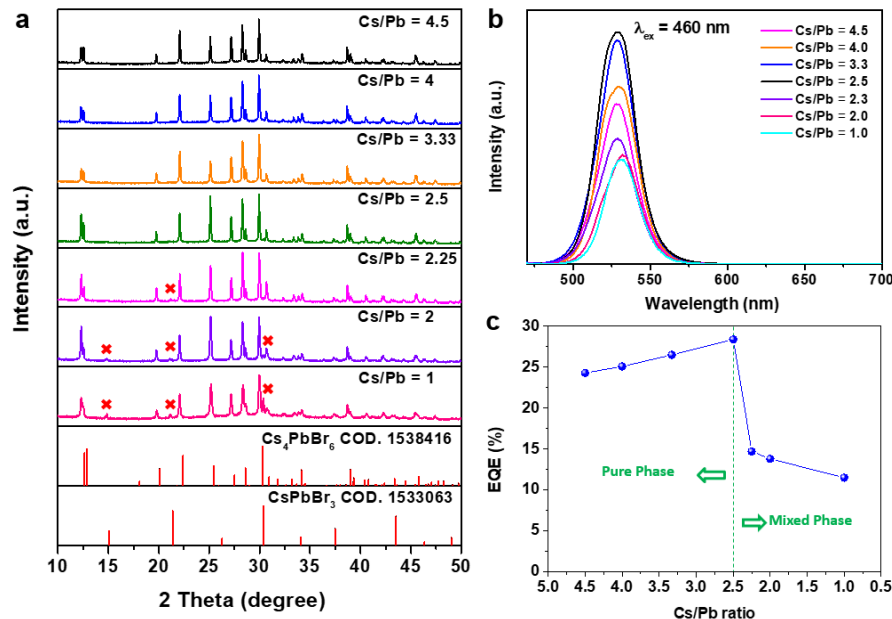 a
Cs/Pb = 4.5
Cs/Pb = 4
Cs/Pb = 3.33
Cs/Pb = 2.5
Cs/Pb = 2.25
Cs/Pb = 2
Cs/Pb = 1
Cs₄PbBr₆ COD. 1538416
CsPbBr₃ COD. 1533063
Intensity (a.u.)
10 15 20 25 30 35 40 45 50
2 Theta (degree)
b
λex = 460 nm
Cs/Pb = 4.5
Cs/Pb = 4.0
Cs/Pb = 3.3
Cs/Pb = 2.5
Cs/Pb = 2.3
Cs/Pb = 2.0
Cs/Pb = 1.0
Intensity (a.u.)
500 550 600 650 700
Wavelength (nm)
c
30
25
20
15
10
5
0
EQE (%)
Pure Phase
Mixed Phase
5.0 4.5 4.0 3.5 3.0 2.5 2.0 1.5 1.0 0.5
Cs/Pb ratio